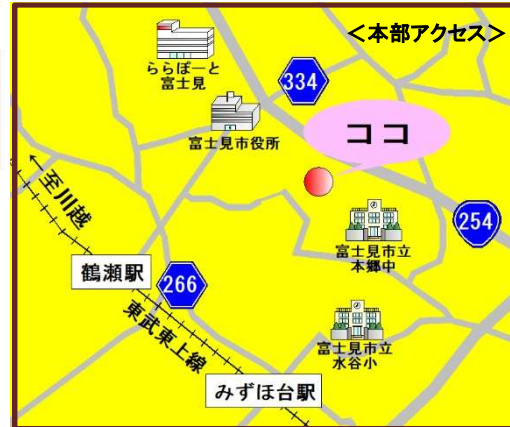 <本部アクセス>
ららぽーと
富士見
334
富士見市役所
ココ
至川越
254
富士見市立
本郷中
鶴瀬駅
266
東武東上線
富士見市立
水谷小
みずほ台駅